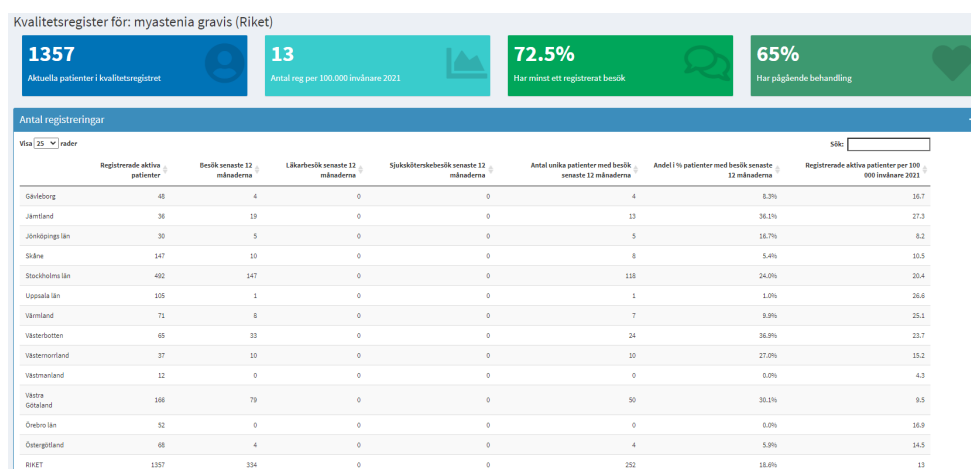 Kvalitetsregister för: myastenia gravis (Riket)
1357
Aktuella patienter i kvalitetsregistret
13
Antal reg per 100.000 invånare 2021
72.5%
Har minst ett registrerat besök
65%
Har pågående behandling
Antal registreringar
Visa 25 rader
Sök:
Registrerade aktiva patienter Besök senaste 12 månaderna Läkarbesök senaste 12 månaderna Sjuksköterskebesök senaste 12 månaderna Antal unika patienter med besök senaste 12 månaderna Andel i % patienter med besök senaste 12 månaderna Registrerade aktiva patienter per 100 000 invånare 2021
Gävleborg 48 4 0 0 4 8.3% 16.7
Jämtland 36 19 0 0 13 36.1% 27.3
Jönköpings län 30 5 0 0 5 16.7% 8.2
Skåne 147 10 0 0 8 5.4% 10.5
Stockholms län 492 147 0 0 118 24.0% 20.4
Uppsala län 105 1 0 0 1 1.0% 26.6
Värmland 71 8 0 0 7 9.9% 25.1
Västerbotten 65 33 0 0 24 36.9% 23.7
Västernorrland 37 10 0 0 10 27.0% 15.2
Västmanland 12 0 0 0 0 0.0% 4.3
Västra Götaland 166 79 0 0 50 30.1% 9.5
Örebro län 52 0 0 0 0 0.0% 16.9
Östergötland 68 4 0 0 4 5.9% 14.5
RIKET 1357 334 0 0 252 18.6% 13